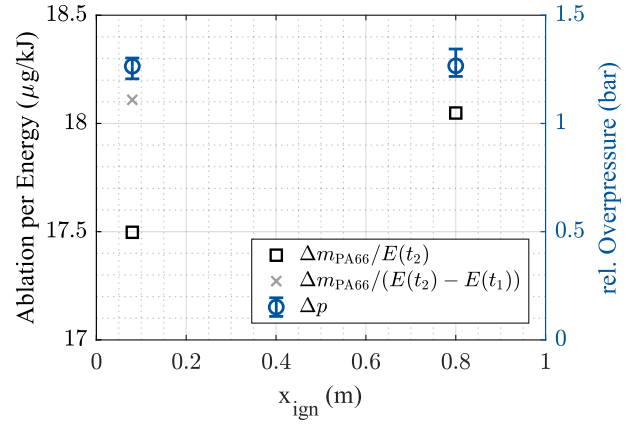 18.5
18
17.5
17
Ablation per Energy (µg/kJ)
1.5
1
0.5
0
rel. Overpressure (bar)
Δm_PA66/E(t_2)
Δm_PA66/(E(t_2) − E(t_1))
Δp
0 0.2 0.4 0.6 0.8 1
x_ign (m)